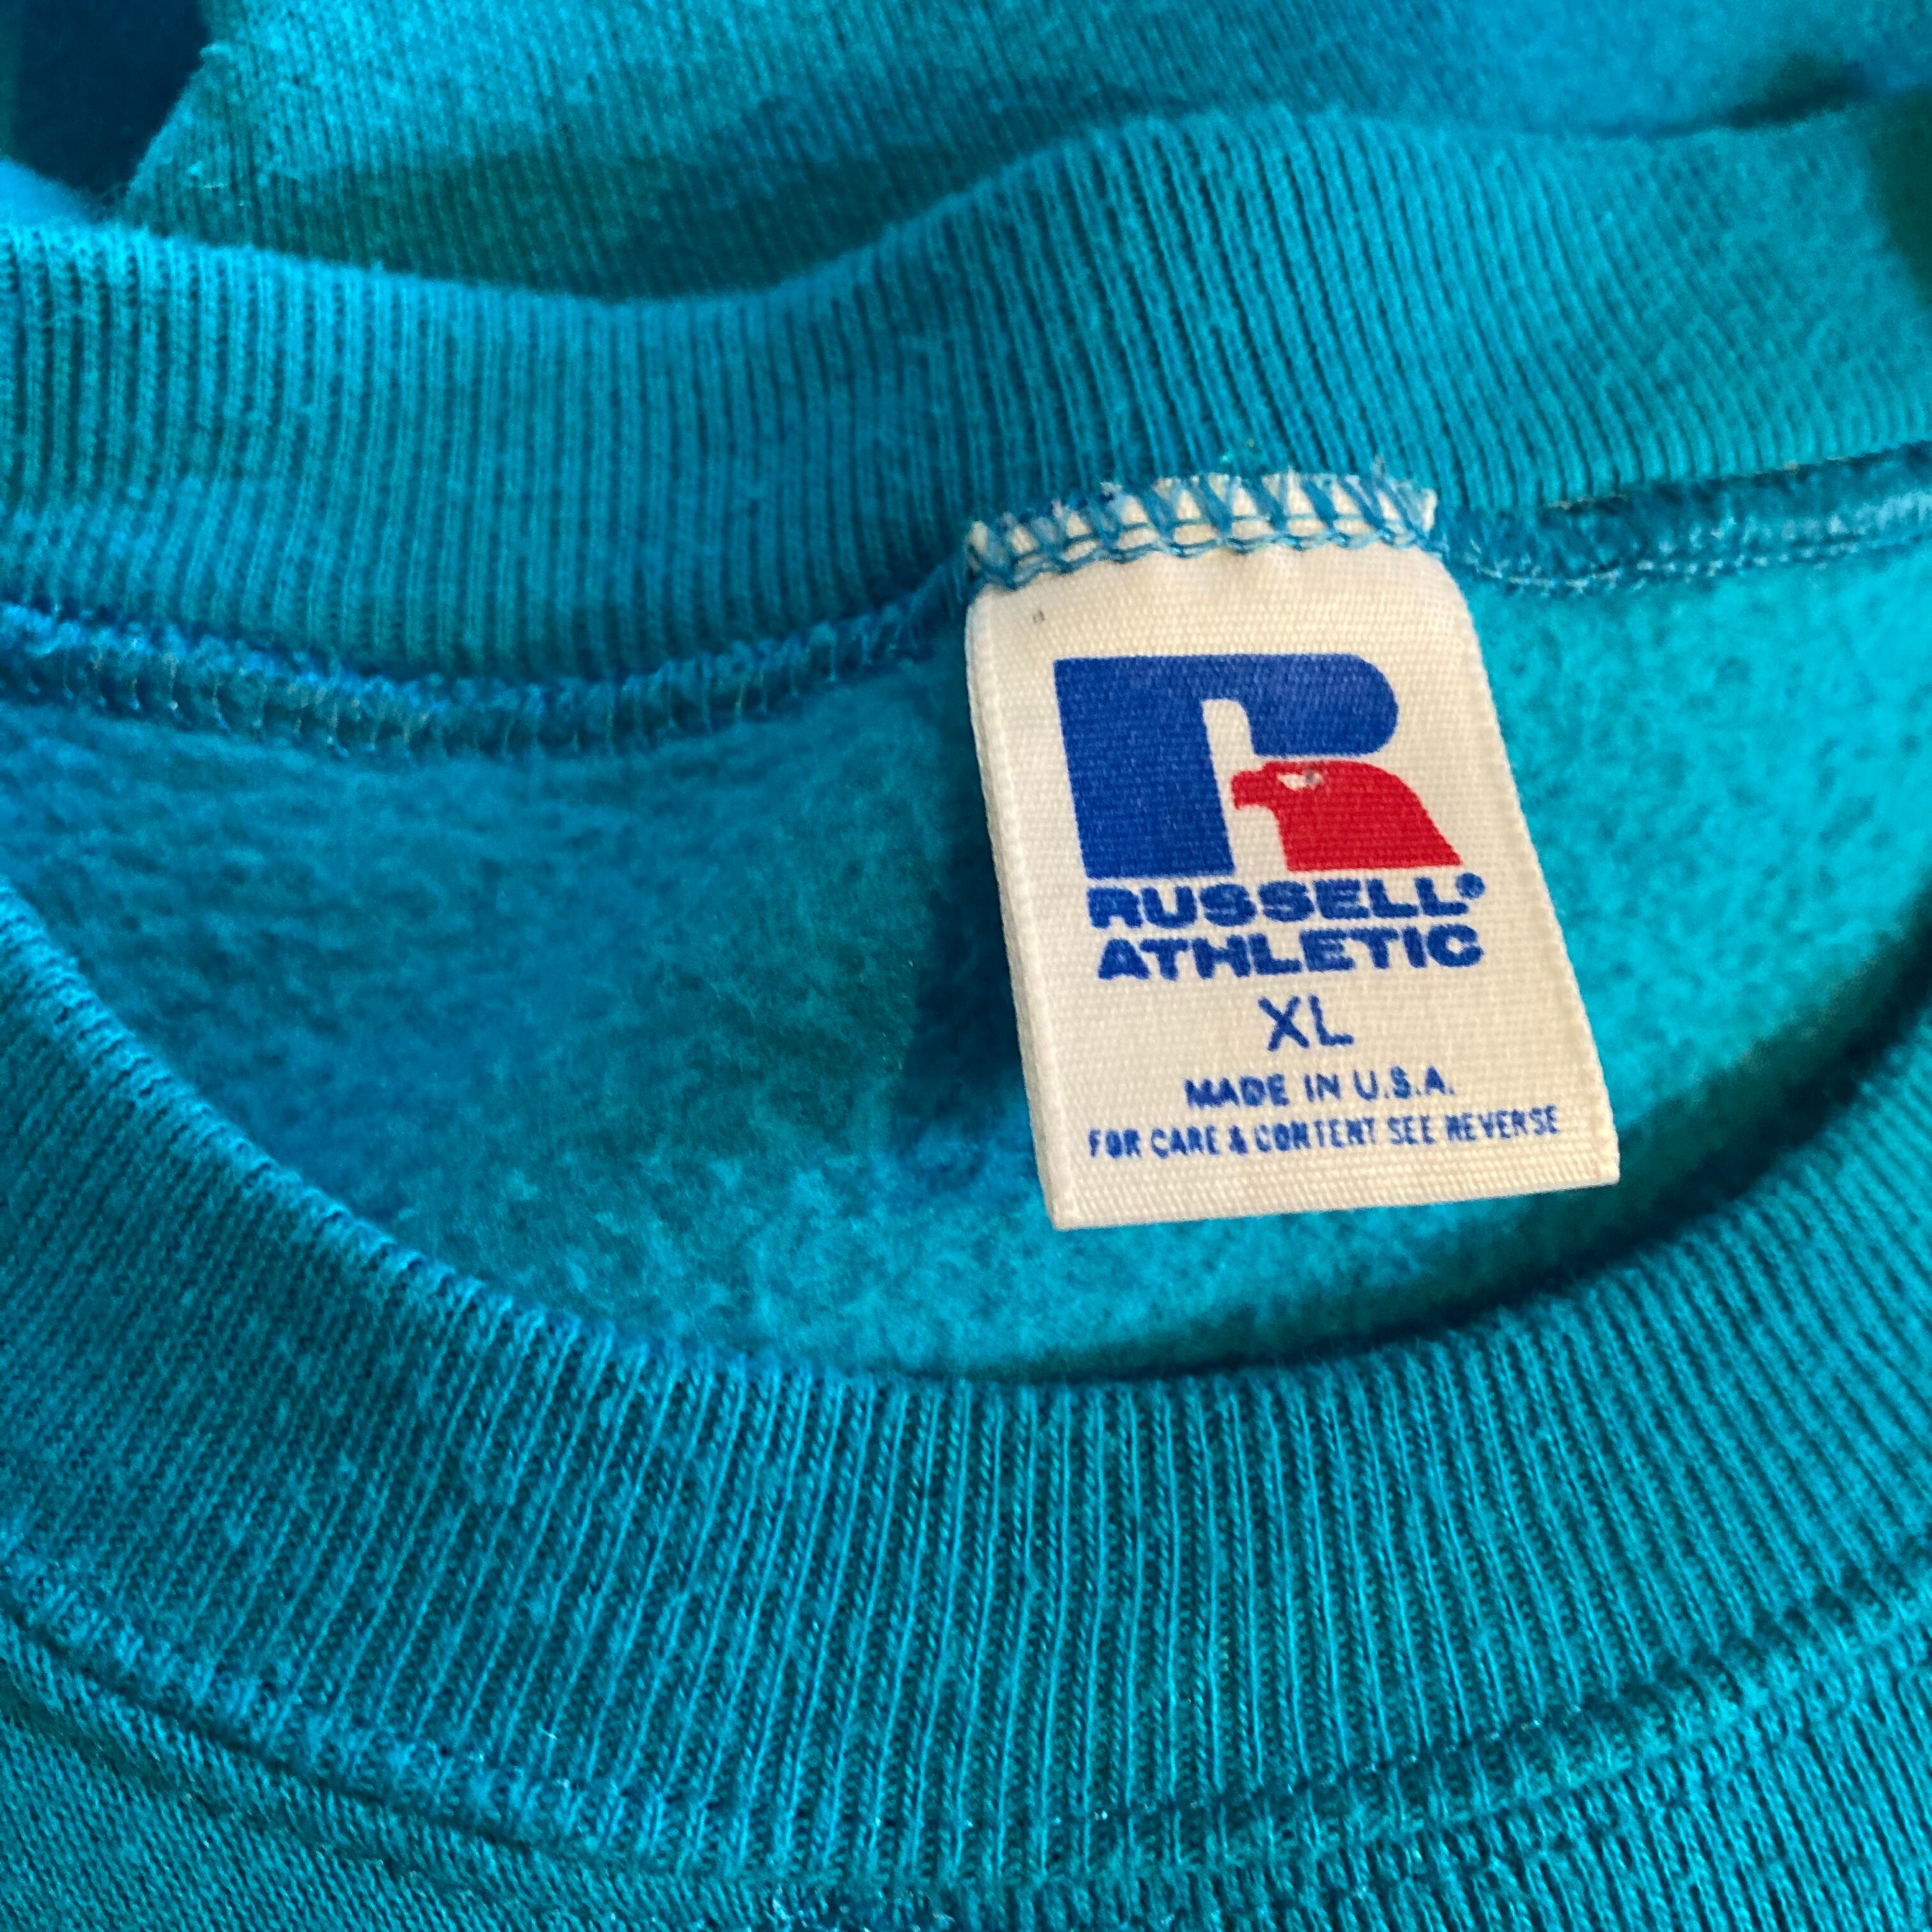 RUSSELL®
ATHLETIC
XL
MADE IN U.S.A.
FOR CARE & CONTENT SEE REVERSE